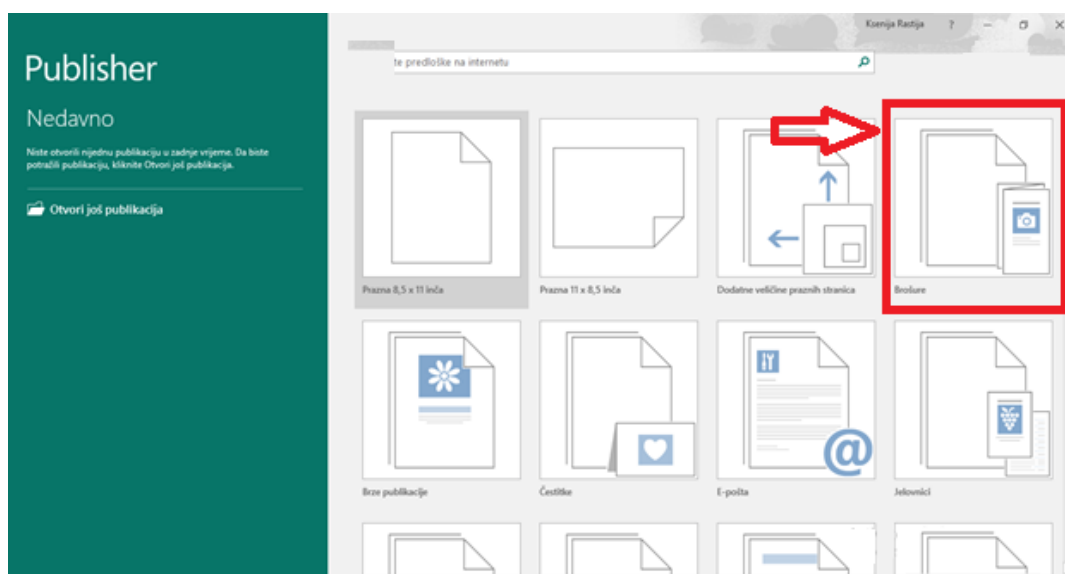 Ksenija Rastija ?
Publisher
te predloške na internetu
Nedavno
Niste otvorili nijednu publikaciju u zadnje vrijeme. Da biste
potražili publikaciju, kliknite Otvori još publikacija.
Otvori još publikacija
Prazna 8,5 x 11 inča
Prazna 11 x 8,5 inča
Dodatne veličine praznih stranica
Brošure
Brze publikacije
Čestitke
@
E-pošta
Jelovnici